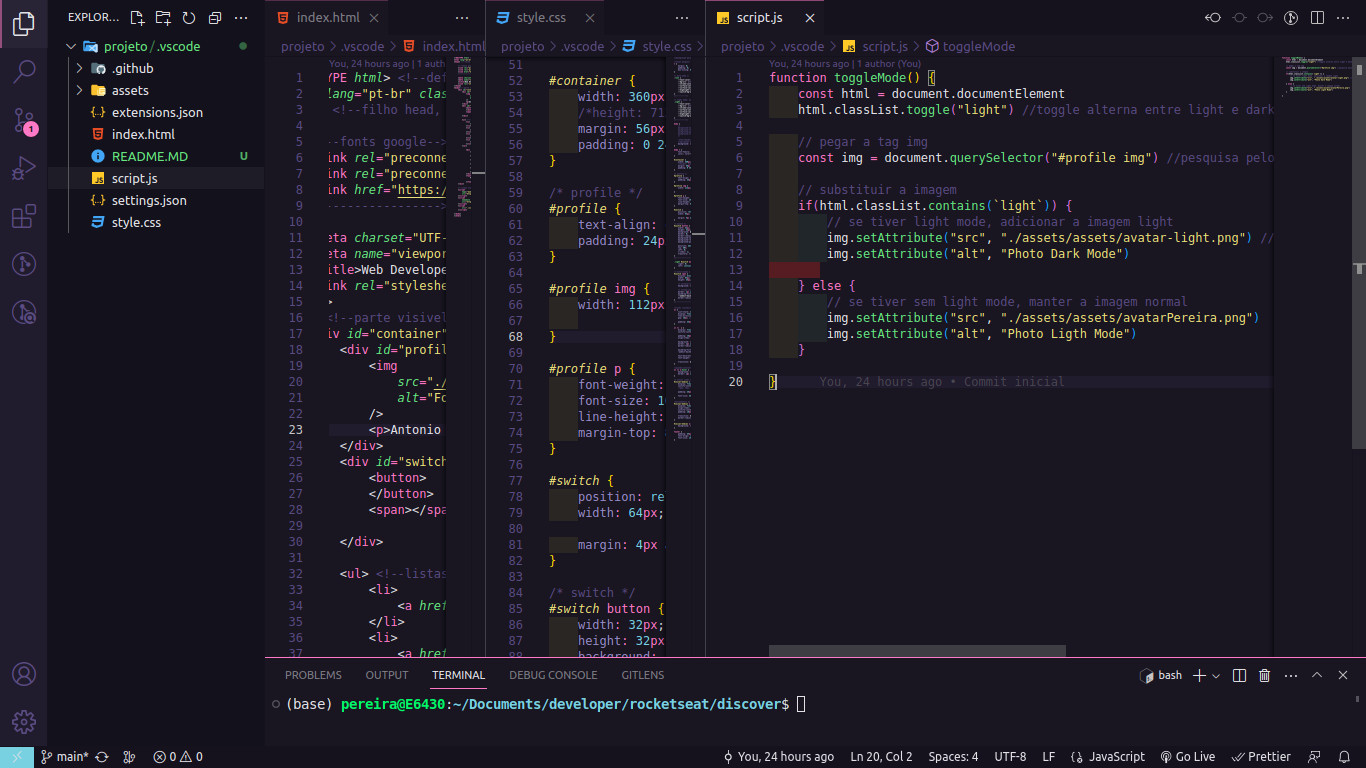 EXPLOR...
projeto / .vscode
.github
assets
extensions.json
index.html
README.MD
U
script.js
settings.json
style.css
1
index.html
projeto > .vscode > index.html
You, 24 hours ago | 1 auth
1 YPE html> <!--de
2 lang="pt-br" clas
3 <!--filho head,
4
5 --fonts google-->
6 ink rel="preconne
7 ink rel="preconne
8 ink href="https:/
9 ---------------->
10
11 eta charset="UTF-
12 eta name="viewpor
13 itle>Web Develope
14 ink rel="styleshe
15 >
16 <!--parte visivel
17 iv id="container"
18 <div id="profil
19 <img
20 src="./
21 alt="Fo
22 />
23 <p>Antonio
24 </div>
25 <div id="switch
26 <button>
27 </button>
28 <span></spa
29
30 </div>
31
32 <ul> <!--listas
33 <li>
34 <a href
35 </li>
36 <li>
37 <a href
style.css
projeto > .vscode > style.css >
51
52 #container {
53 width: 360px
54 /*height: 71
55 margin: 56px
56 padding: 0 2
57 }
58
59 /* profile */
60 #profile {
61 text-align:
62 padding: 24p
63 }
64
65 #profile img {
66 width: 112px
67
68 }
69
70 #profile p {
71 font-weight:
72 font-size: 1
73 line-height:
74 margin-top:
75 }
76
77 #switch {
78 position: re
79 width: 64px;
80
81 margin: 4px
82 }
83
84 /* switch */
85 #switch button {
86 width: 32px;
87 height: 32px
88 background:
script.js
projeto > .vscode > script.js > toggleMode
You, 24 hours ago | 1 author (You)
1 function toggleMode() {
2 const html = document.documentElement
3 html.classList.toggle("light") //toggle alterna entre light e dark
4
5 // pegar a tag img
6 const img = document.querySelector("#profile img") //pesquisa pelo
7
8 // substituir a imagem
9 if(html.classList.contains(`light`)) {
10 // se tiver light mode, adicionar a imagem light
11 img.setAttribute("src", "./assets/assets/avatar-light.png") //
12 img.setAttribute("alt", "Photo Dark Mode")
13
14 } else {
15 // se tiver sem light mode, manter a imagem normal
16 img.setAttribute("src", "./assets/assets/avatarPereira.png")
17 img.setAttribute("alt", "Photo Ligth Mode")
18 }
19
20 } You, 24 hours ago • Commit inicial
PROBLEMS OUTPUT TERMINAL DEBUG CONSOLE GITLENS
bash
(base) pereira@E6430:~/Documents/developer/rocketseat/discover$
main* 0 0 You, 24 hours ago Ln 20, Col 2 Spaces: 4 UTF-8 LF JavaScript Go Live Prettier